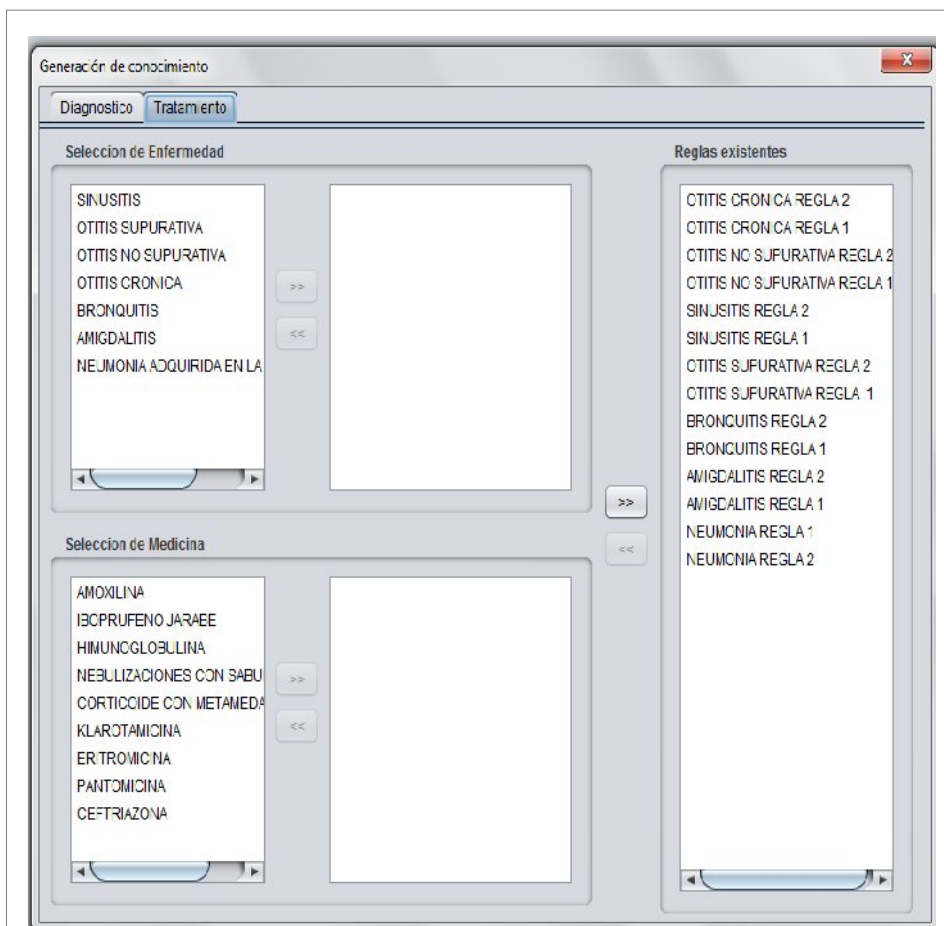 Generación de conocimiento
Diagnostico
Tratamiento
Seleccion de Enfermedad
SINUSITIS
OTITIS SUPURATIVA
OTITIS NO SUPURATIVA
OTITIS CRONICA
BRONQUITIS
AMIGDALITIS
NEUMONIA ADQUIRIDA EN LA
>>
<<
Seleccion de Medicina
AMOXILINA
IBOPRUFENO JARABE
HIMUNOGLOBULINA
NEBULIZACIONES CON SABU
CORTICOIDE CON METAMEDA
KLAROTAMICINA
ERITROMICINA
PANTOMICINA
CEFTRIAZONA
>>
<<
>>
<<
Reglas existentes
OTITIS CRONICA REGLA 2
OTITIS CRONICA REGLA 1
OTITIS NO SUPURATIVA REGLA 2
OTITIS NO SUPURATIVA REGLA 1
SINUSITIS REGLA 2
SINUSITIS REGLA 1
OTITIS SUPURATIVA REGLA 2
OTITIS SUPURATIVA REGLA 1
BRONQUITIS REGLA 2
BRONQUITIS REGLA 1
AMIGDALITIS REGLA 2
AMIGDALITIS REGLA 1
NEUMONIA REGLA 1
NEUMONIA REGLA 2